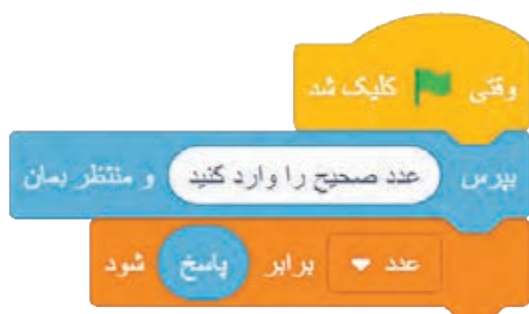 وقتی کلیک شد
بپرس عدد صحیح را وارد کنید و منتظر بمان
عدد برابر پاسخ شود